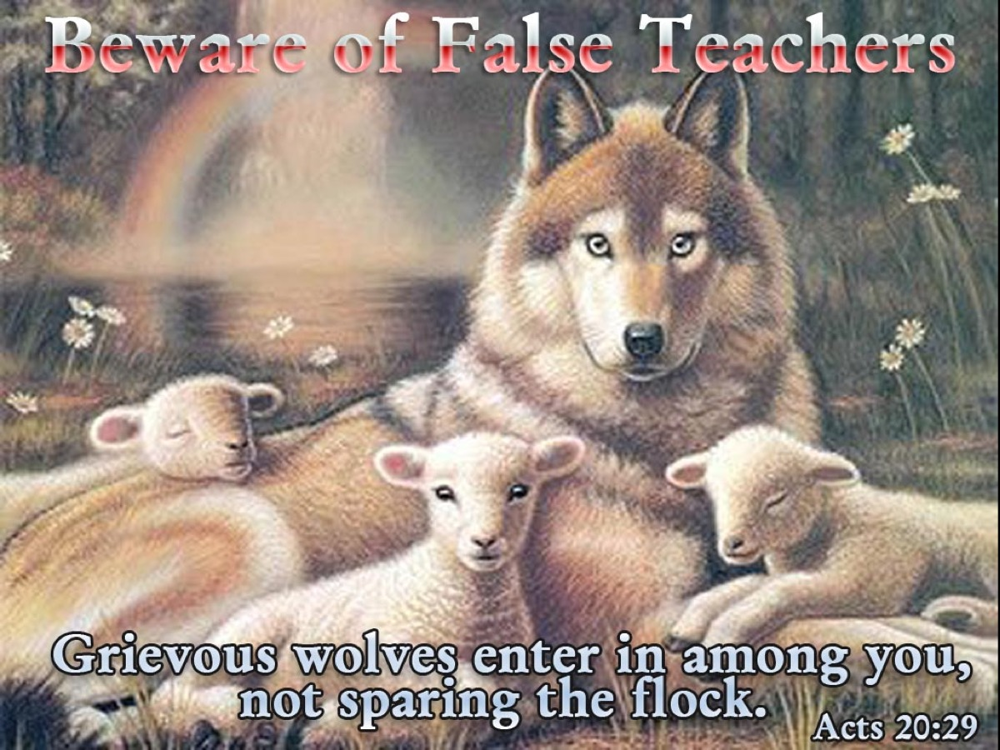 Beware of False Teachers
Grievous wolves enter in among you,
not sparing the flock.
Acts 20:29